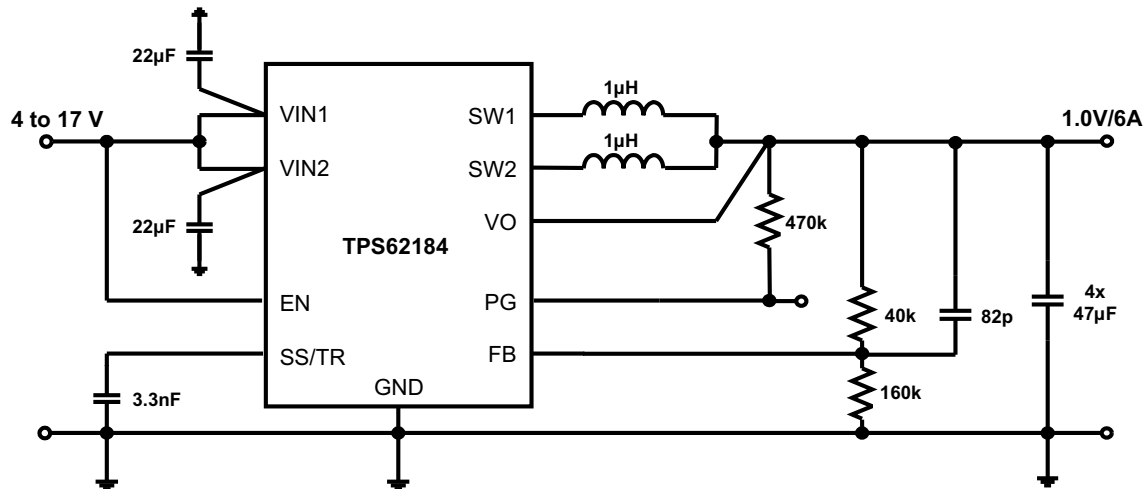 22µF
4 to 17 V
22µF
3.3nF
VIN1
VIN2
TPS62184
EN
SS/TR
GND
SW1
SW2
VO
PG
FB
1µH
1µH
470k
40k
160k
82p
4x
47µF
1.0V/6A